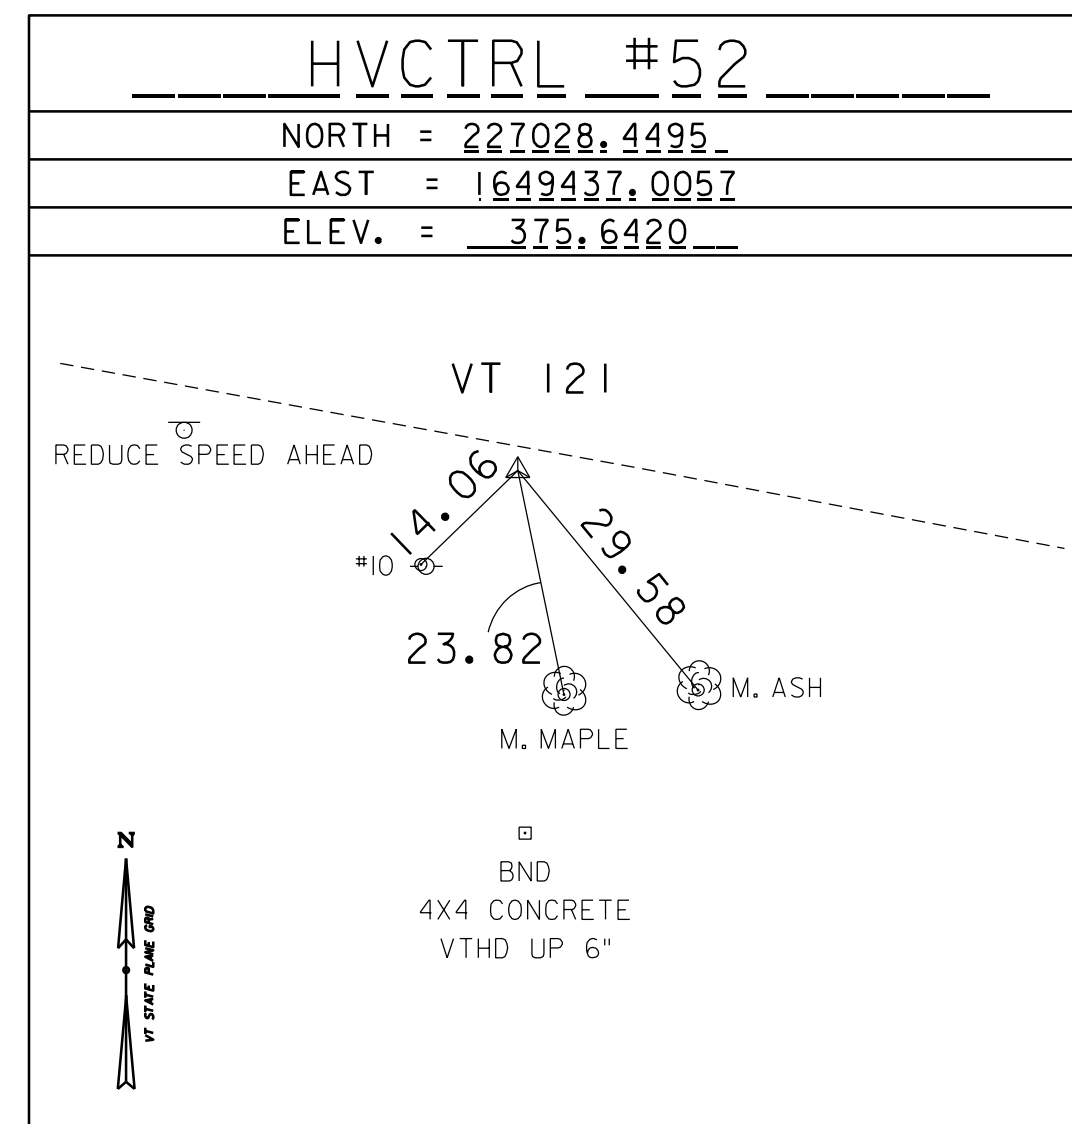 HVCTRL #52
NORTH = 227028.4495
EAST = 1649437.0057
ELEV. = 375.6420
VT 121
REDUCE SPEED AHEAD
14.06
29.58
#10
23.82
M. ASH
M. MAPLE
N
VT STATE PLANE GRID
BND
4X4 CONCRETE
VTHD UP 6"